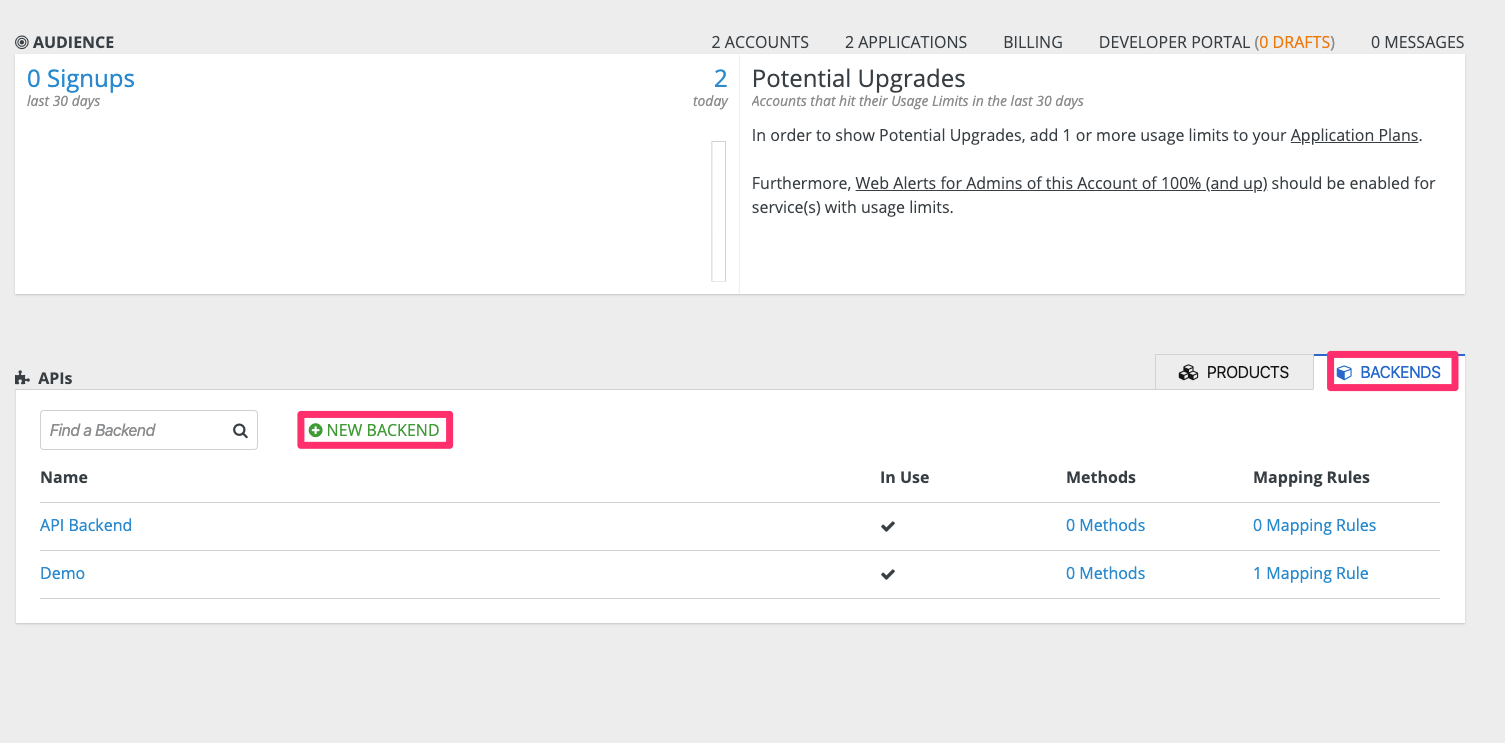 AUDIENCE
2 ACCOUNTS 2 APPLICATIONS BILLING DEVELOPER PORTAL (0 DRAFTS) 0 MESSAGES
0 Signups
last 30 days
2
today
Potential Upgrades
Accounts that hit their Usage Limits in the last 30 days
In order to show Potential Upgrades, add 1 or more usage limits to your Application Plans.
Furthermore, Web Alerts for Admins of this Account of 100% (and up) should be enabled for
service(s) with usage limits.
APIs
PRODUCTS BACKENDS
Find a Backend NEW BACKEND
Name In Use Methods Mapping Rules
API Backend 0 Methods 0 Mapping Rules
Demo 0 Methods 1 Mapping Rule